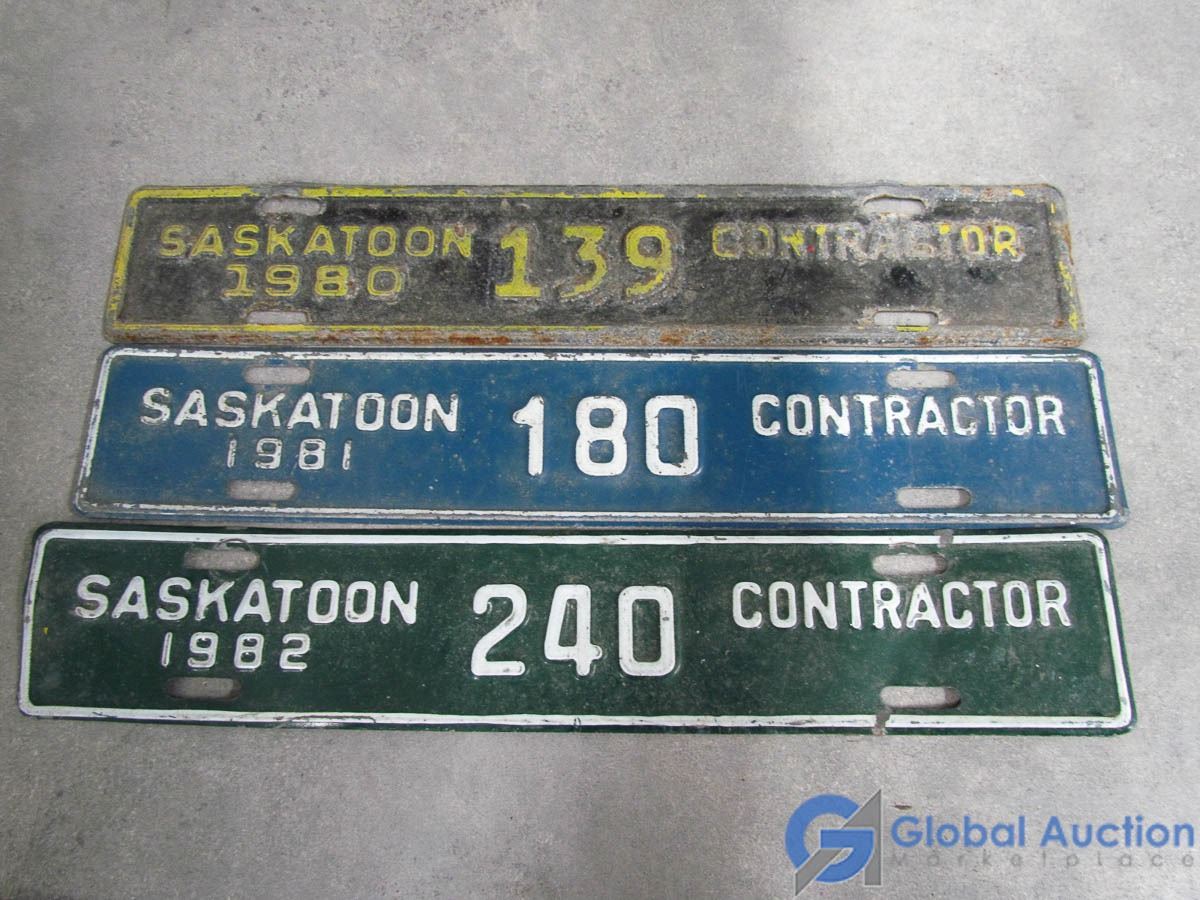 SASKATOON 139 CONTRACTOR
1980
SASKATOON 180 CONTRACTOR
1981
SASKATOON 240 CONTRACTOR
1982
Global Auction
Marketplace